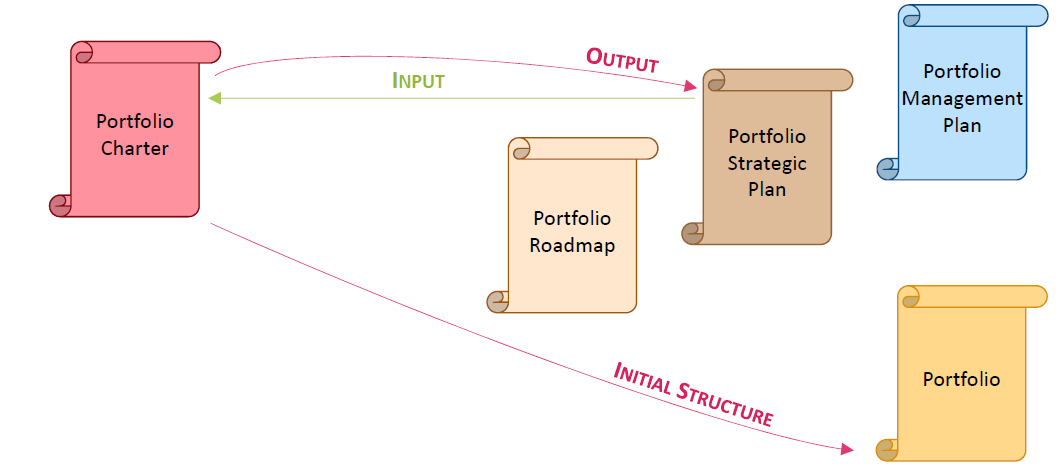 Portfolio
Charter
OUTPUT
INPUT
Portfolio
Strategic
Plan
Portfolio
Management
Plan
Portfolio
Roadmap
INITIAL STRUCTURE
Portfolio